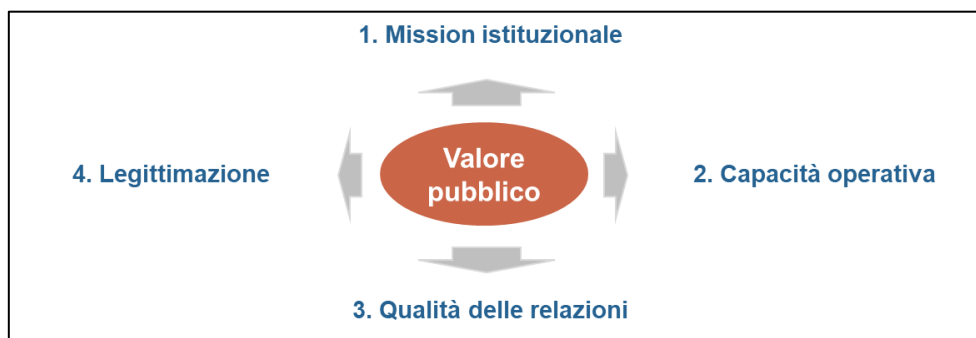 1. Mission istituzionale
4. Legittimazione
Valore
pubblico
2. Capacità operativa
3. Qualità delle relazioni